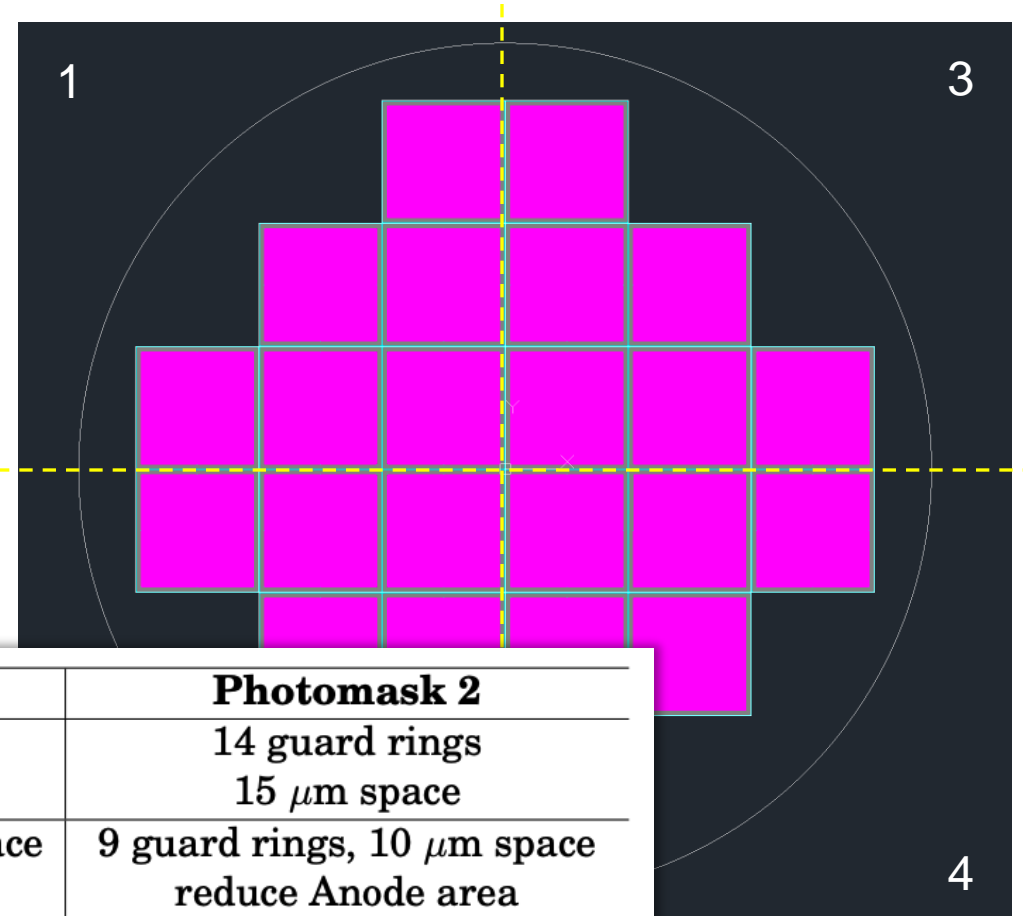 1
3
Y
X
Photomask 2
14 guard rings
15 μm space
ace 9 guard rings, 10 μm space
reduce Anode area
4